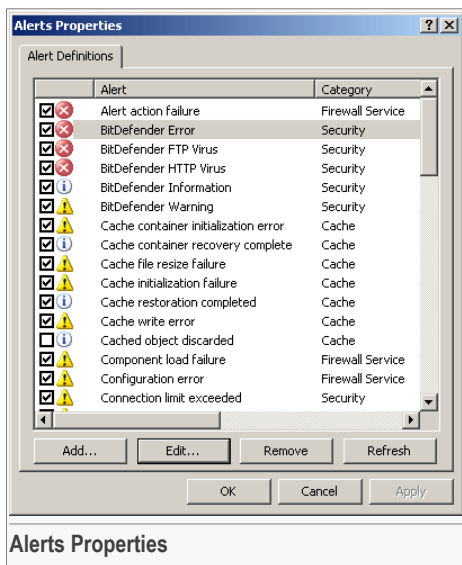 Alerts Properties
Alert Definitions
Alert Category
Alert action failure Firewall Service
BitDefender Error Security
BitDefender FTP Virus Security
BitDefender HTTP Virus Security
BitDefender Information Security
BitDefender Warning Security
Cache container initialization error Cache
Cache container recovery complete Cache
Cache file resize failure Cache
Cache initialization failure Cache
Cache restoration completed Cache
Cache write error Cache
Cached object discarded Cache
Component load failure Firewall Service
Configuration error Firewall Service
Connection limit exceeded Security
Add... Edit... Remove Refresh
OK Cancel Apply
Alerts Properties